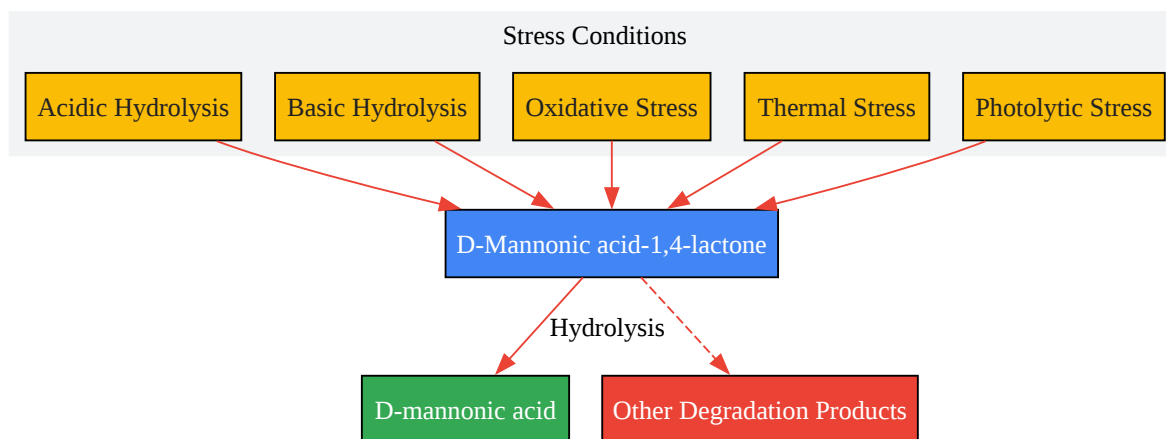 Stress Conditions
Acidic Hydrolysis
Basic Hydrolysis
Oxidative Stress
Thermal Stress
Photolytic Stress
D-Mannonic acid-1,4-lactone
Hydrolysis
D-mannonic acid
Other Degradation Products